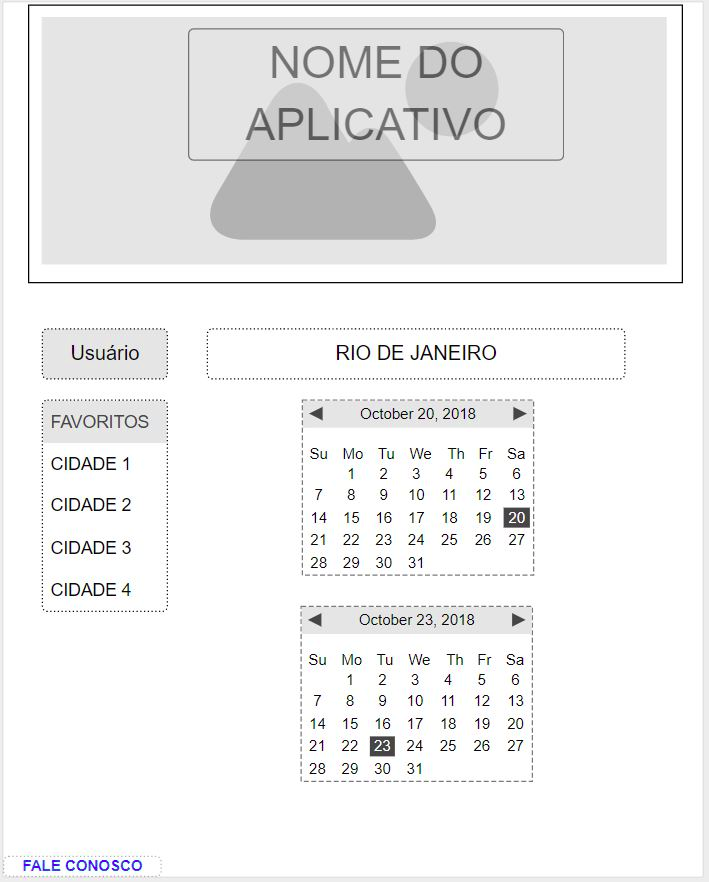 NOME DO
APLICATIVO
Usuário
RIO DE JANEIRO
FAVORITOS
CIDADE 1
CIDADE 2
CIDADE 3
CIDADE 4
October 20, 2018
Su Mo Tu We Th Fr Sa
1 2 3 4 5 6
7 8 9 10 11 12 13
14 15 16 17 18 19 20
21 22 23 24 25 26 27
28 29 30 31
October 23, 2018
Su Mo Tu We Th Fr Sa
1 2 3 4 5 6
7 8 9 10 11 12 13
14 15 16 17 18 19 20
21 22 23 24 25 26 27
28 29 30 31
FALE CONOSCO